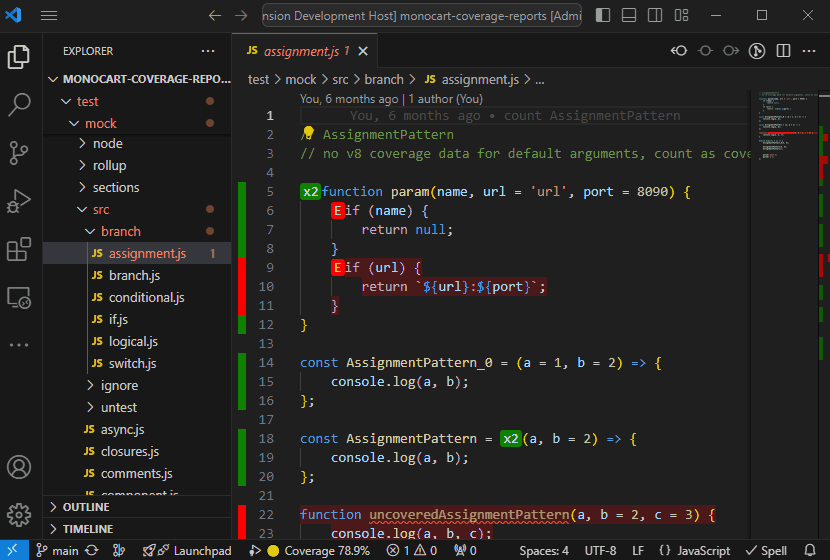 nsion Development Host] monocart-coverage-reports [Admi
EXPLORER
MONOCART-COVERAGE-REPO...
test
mock
node
rollup
sections
src
branch
JS assignment.js 1
JS branch.js
JS conditional.js
JS if.js
JS logical.js
JS switch.js
ignore
untest
JS async.js
JS closures.js
JS comments.js
JS component.js
OUTLINE
TIMELINE
JS assignment.js 1
test > mock > src > branch > JS assignment.js > ...
You, 6 months ago | 1 author (You)
1 You, 6 months ago • count AssignmentPattern
2 // AssignmentPattern
3 // no v8 coverage data for default arguments, count as cove
4
5 x2 function param(name, url = 'url', port = 8090) {
6 E if (name) {
7 return null;
8 }
9 E if (url) {
10 return `${url}:${port}`;
11 }
12 }
13
14 const AssignmentPattern_0 = (a = 1, b = 2) => {
15 console.log(a, b);
16 };
17
18 const AssignmentPattern = x2 (a, b = 2) => {
19 console.log(a, b);
20 };
21
22 function uncoveredAssignmentPattern(a, b = 2, c = 3) {
23 console.log(a, b, c);
main Launchpad Coverage 78.9% 1 0 0 Spaces: 4 UTF-8 LF {} JavaScript Spell